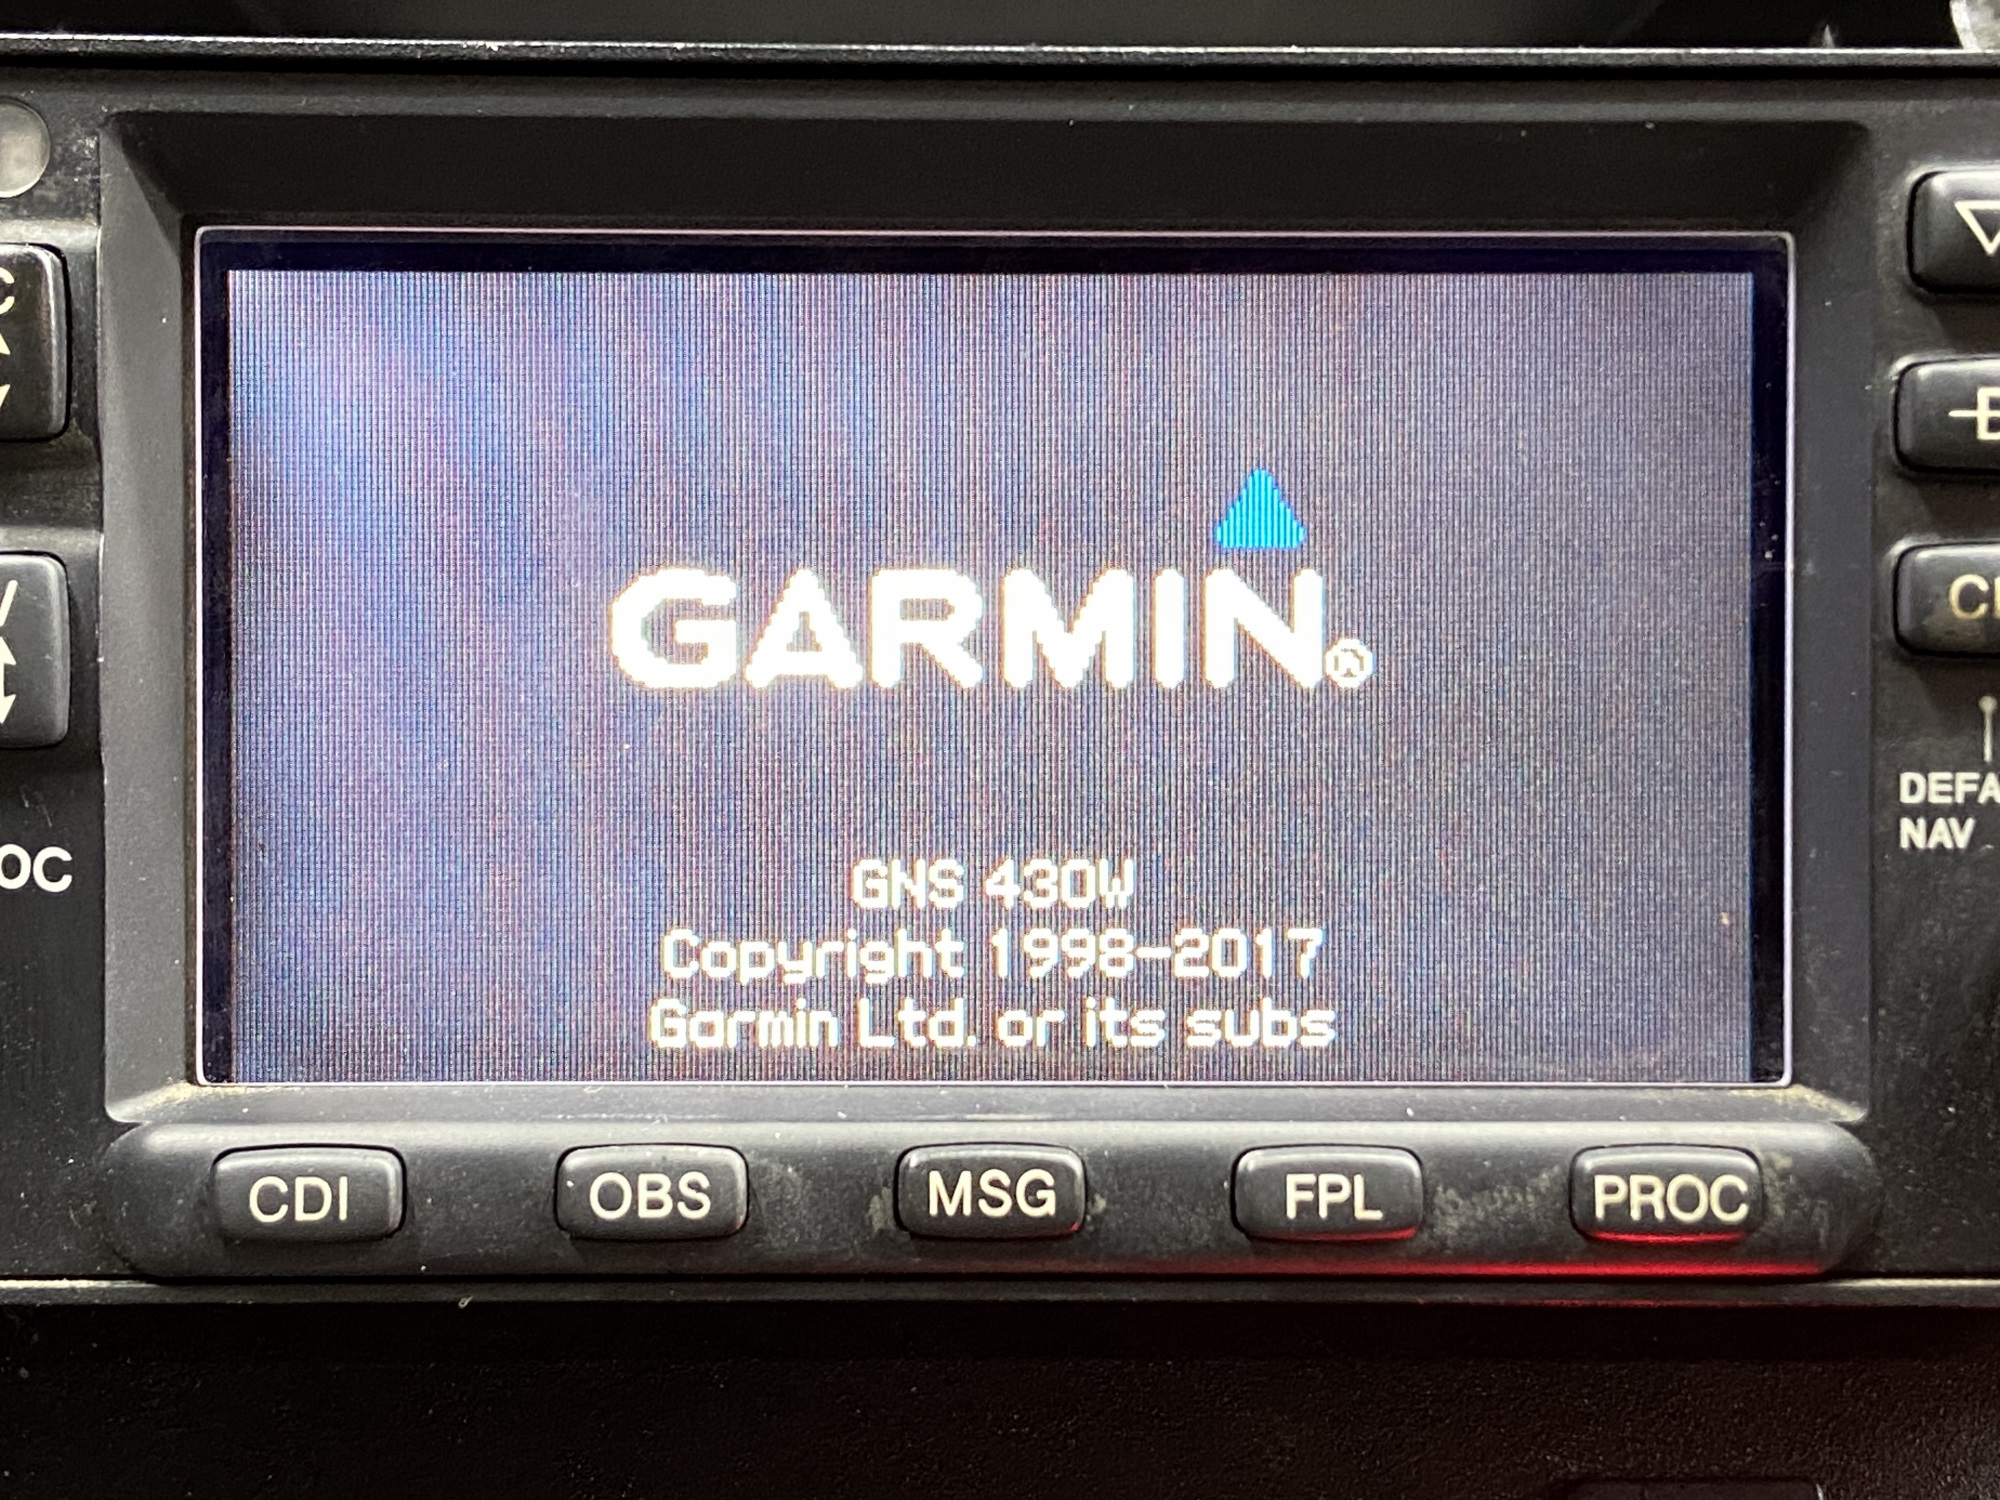 GARMIN®
GNS 430W
Copyright 1998-2017
Garmin Ltd. or its subs
CDI OBS MSG FPL PROC
NAV